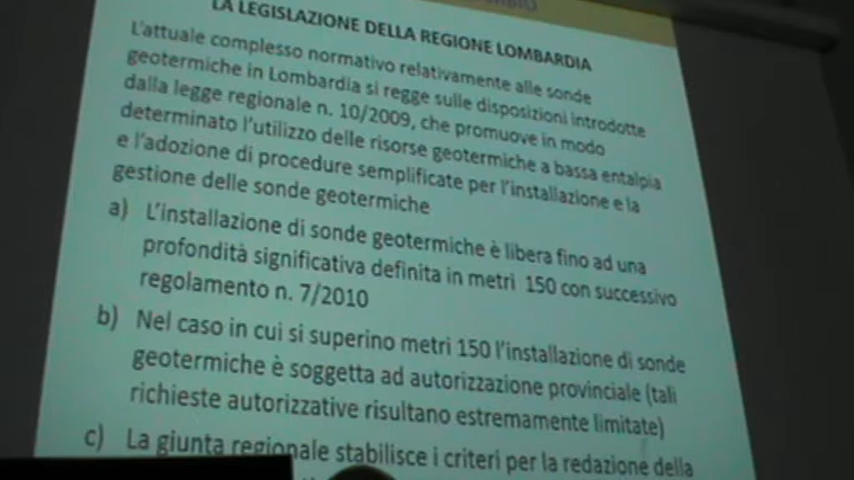 LA LEGISLAZIONE DELLA REGIONE LOMBARDIA
L'attuale complesso normativo relativamente alle sonde
geotermiche in Lombardia si regge sulle disposizioni introdotte
dalla legge regionale n. 10/2009, che promuove in modo
determinato l'utilizzo delle risorse geotermiche a bassa entalpia
e l'adozione di procedure semplificate per l'installazione e la
gestione delle sonde geotermiche
a) L'installazione di sonde geotermiche è libera fino ad una
profondità significativa definita in metri 150 con successivo
regolamento n. 7/2010
b) Nel caso in cui si superino metri 150 l'installazione di sonde
geotermiche è soggetta ad autorizzazione provinciale (tali
richieste autorizzative risultano estremamente limitate)
c) La giunta regionale stabilisce i criteri per la redazione della